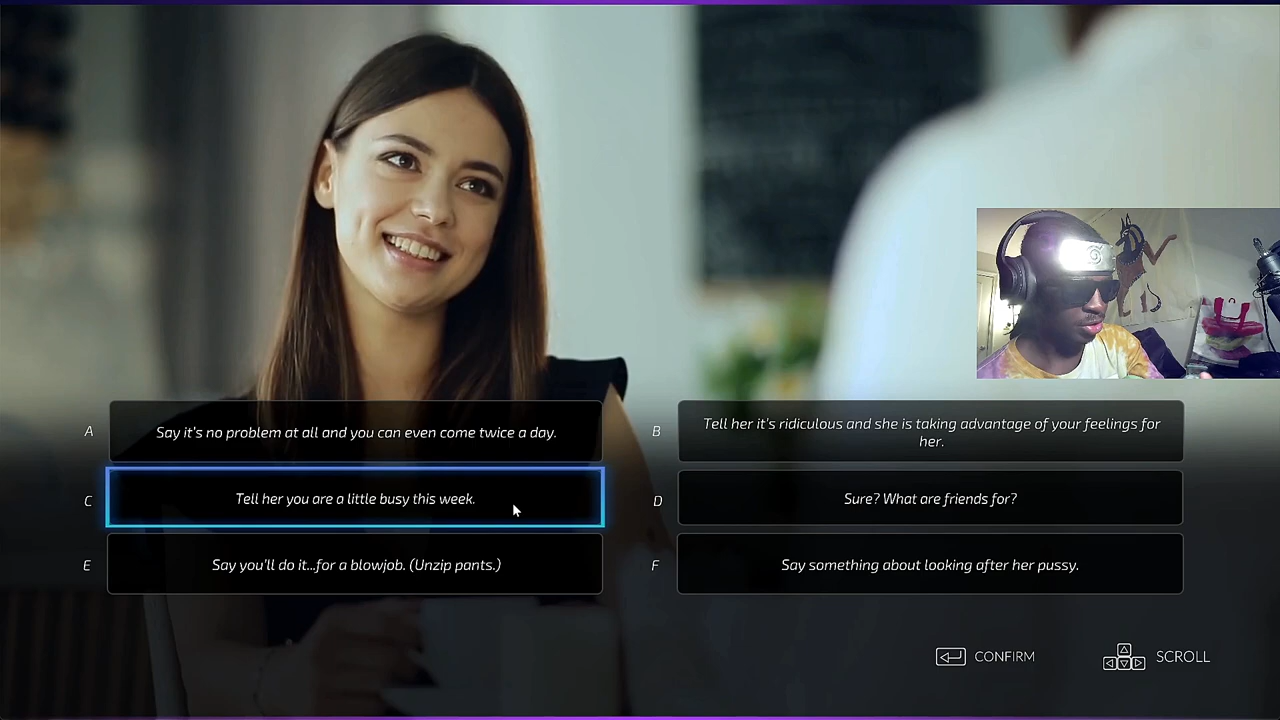 A
Say it's no problem at all and you can even come twice a day.
B
Tell her it's ridiculous and she is taking advantage of your feelings for
her.
C
Tell her you are a little busy this week.
D
Sure? What are friends for?
E
Say you'll do it...for a blowjob. (Unzip pants.)
F
Say something about looking after her pussy.
CONFIRM
SCROLL